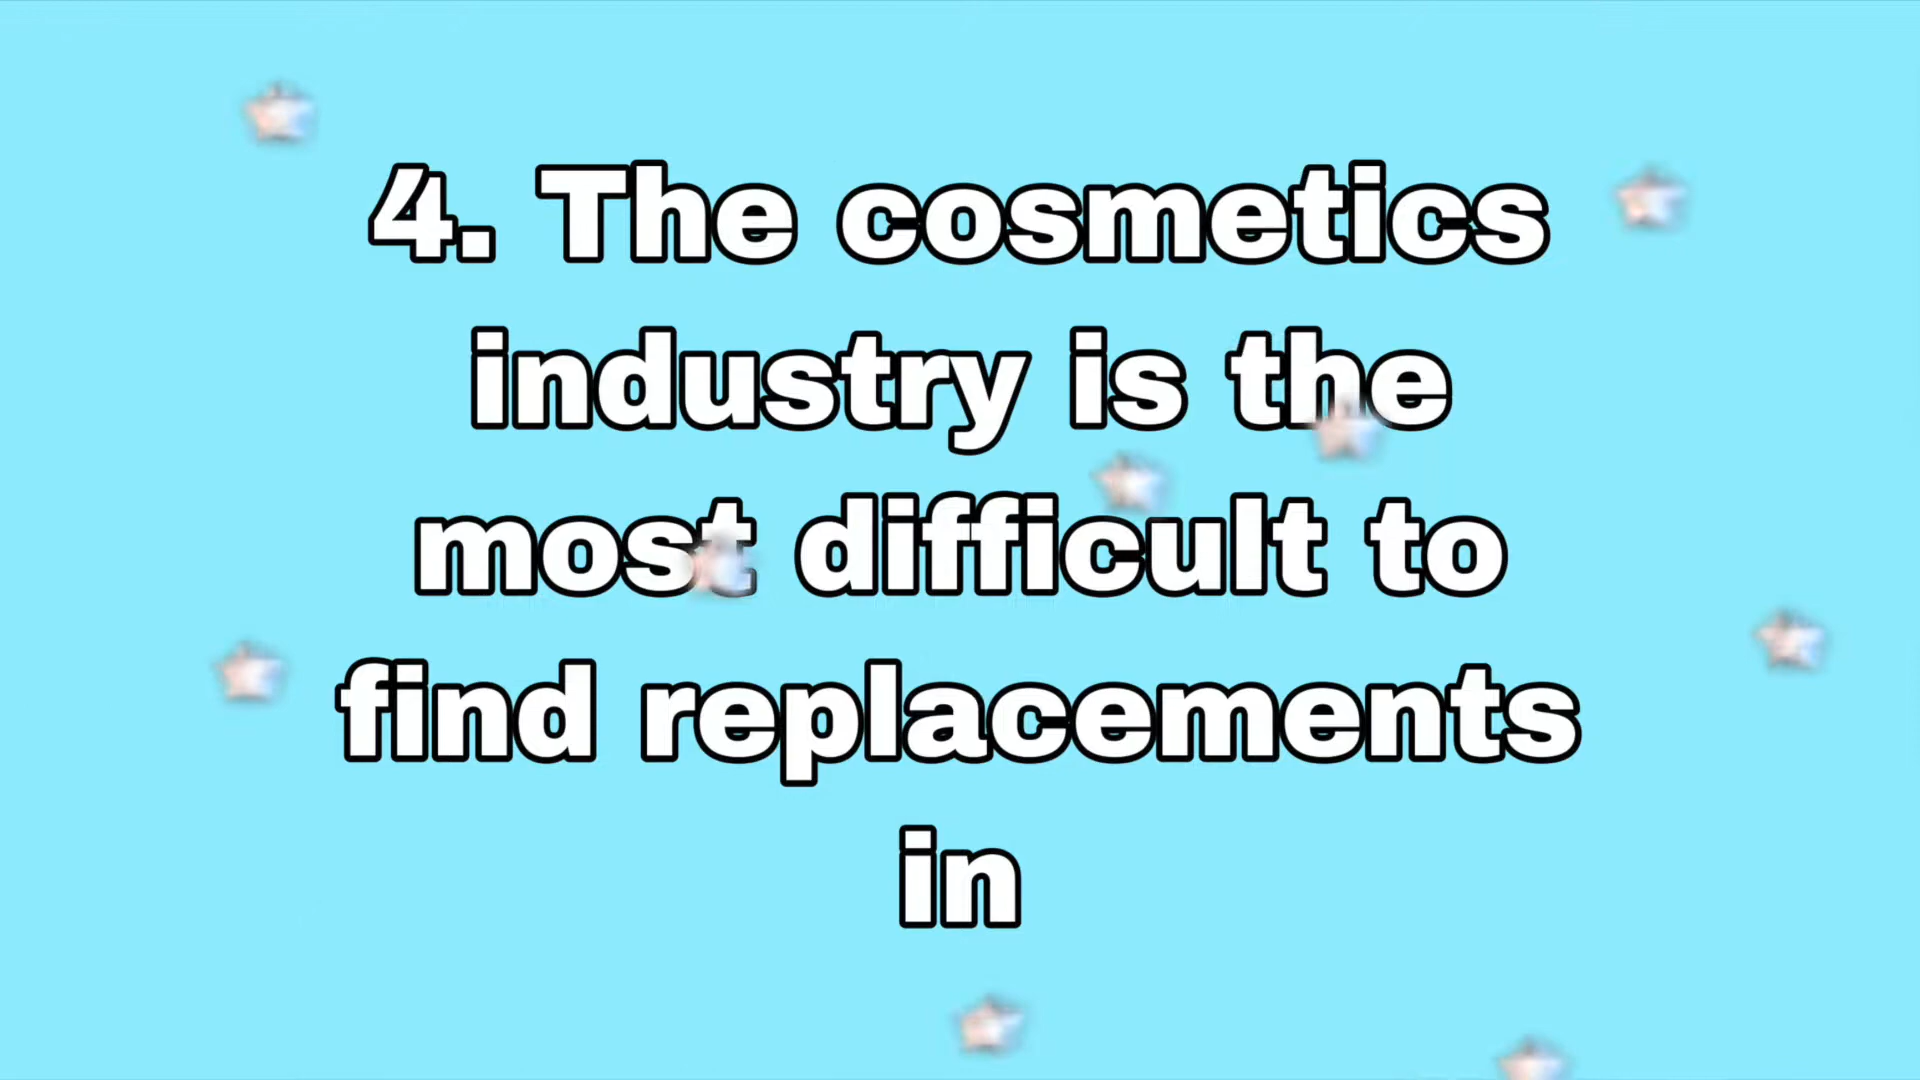 4. The cosmetics
industry is the
most difficult to
find replacements
in